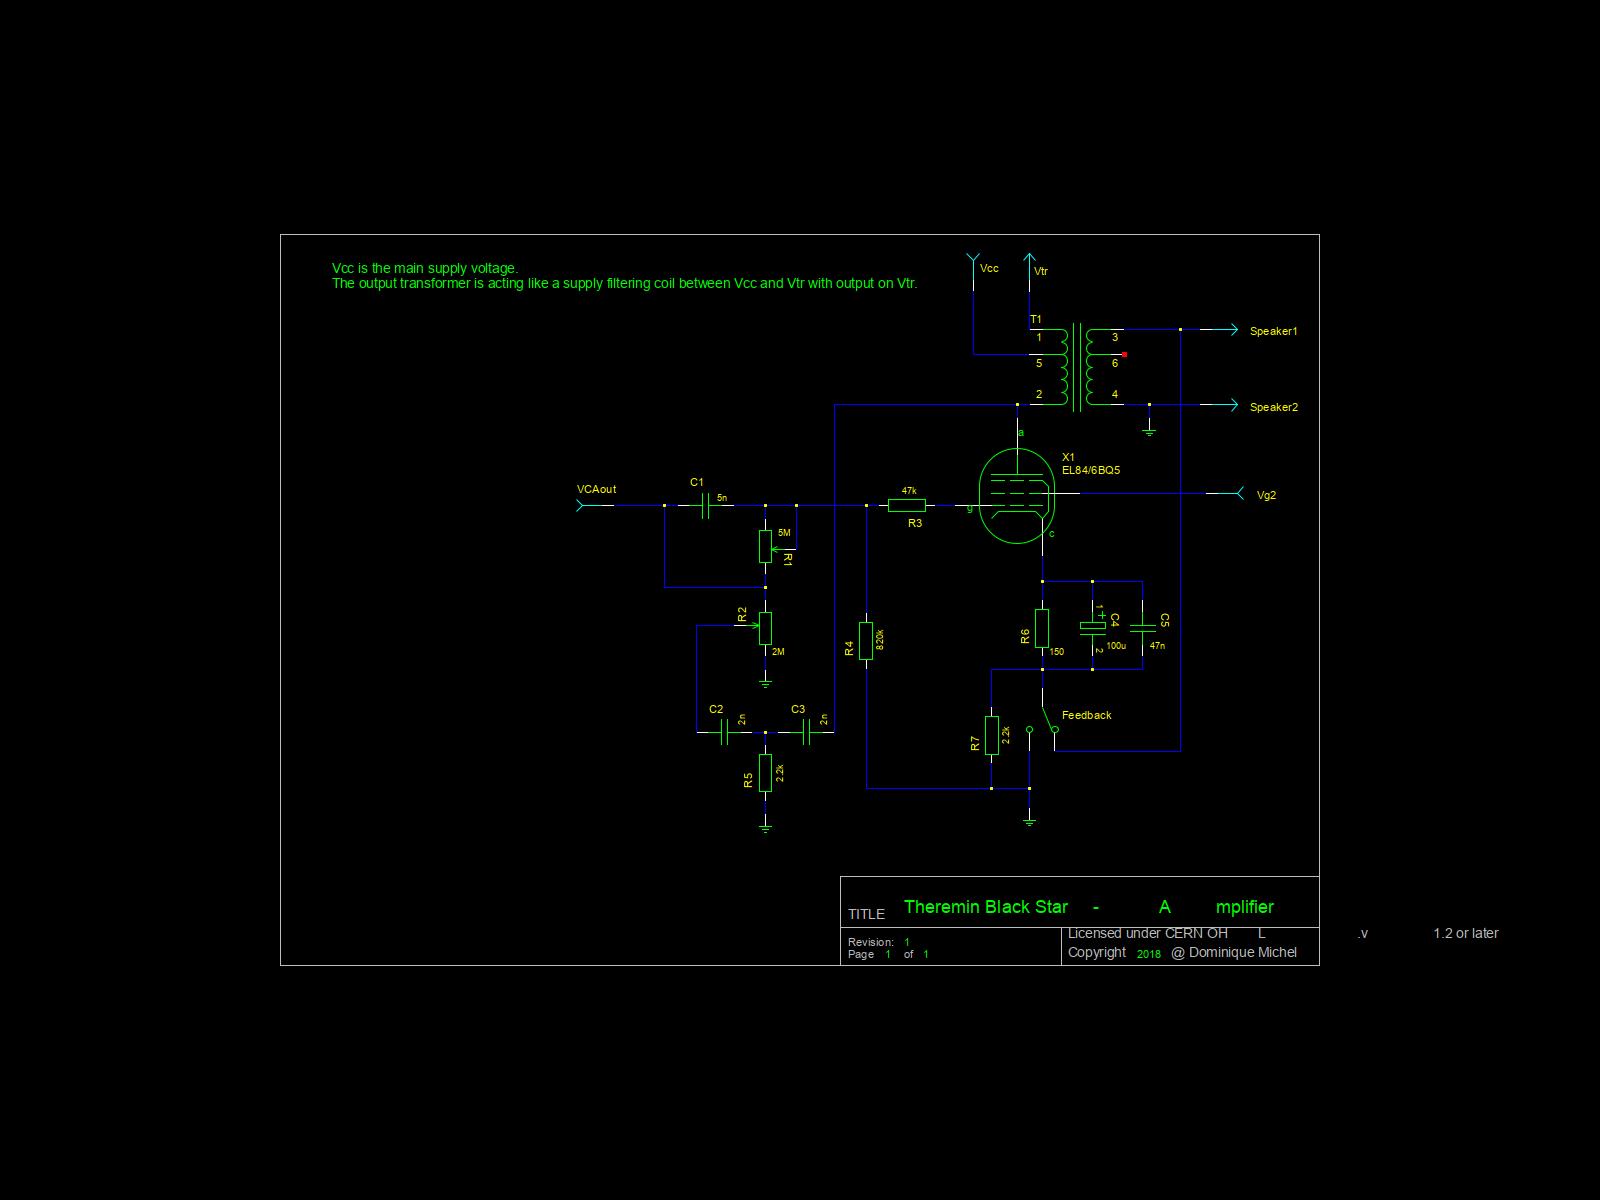 Vcc is the main supply voltage.
The output transformer is acting like a supply filtering coil between Vcc and Vtr with output on Vtr.
Vcc
Vtr
T1
1
5
2
3
6
4
Speaker1
Speaker2
a
X1
EL84/6BQ5
g
c
Vg2
VCAout
C1
5n
47k
R3
5M
R1
R2
2M
R4
820k
R6
150
1
+
2
C4
100u
C5
47n
C2
2n
C3
2n
R5
2.2k
R7
2.2k
Feedback
TITLE Theremin Black Star - A mplifier
Revision: 1
Page 1 of 1
Licensed under CERN OH L .v 1.2 or later
Copyright 2018 @ Dominique Michel